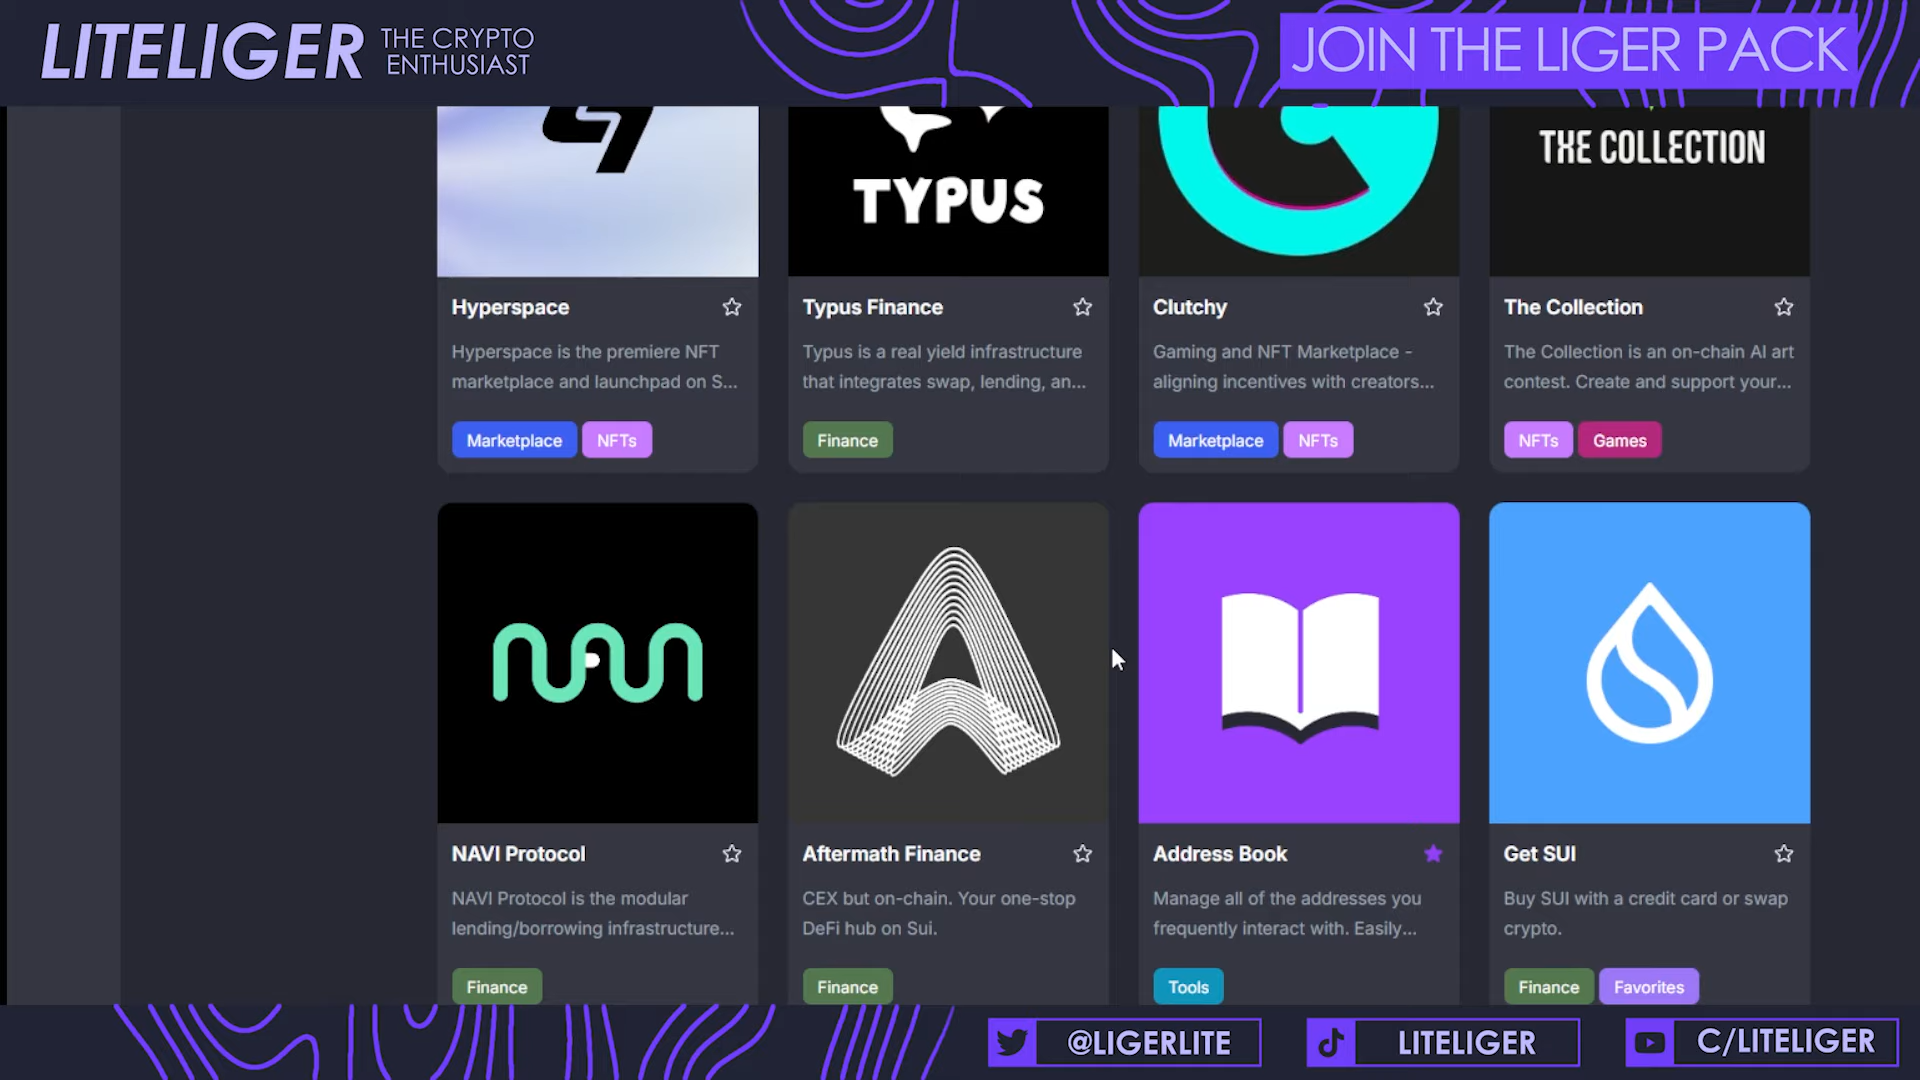 LITELIGER
THE CRYPTO
ENTHUSIAST
JOIN THE LIGER PACK
TYPUS
THE COLLECTION
Hyperspace
Hyperspace is the premiere NFT
marketplace and launchpad on S...
Marketplace
NFTs
Typus Finance
Typus is a real yield infrastructure
that integrates swap, lending, an...
Finance
Clutchy
Gaming and NFT Marketplace -
aligning incentives with creators...
Marketplace
NFTs
The Collection
The Collection is an on-chain AI art
contest. Create and support your...
NFTs
Games
NAVI Protocol
NAVI Protocol is the modular
lending/borrowing infrastructure...
Finance
Aftermath Finance
CEX but on-chain. Your one-stop
DeFi hub on Sui.
Finance
Address Book
Manage all of the addresses you
frequently interact with. Easily...
Tools
Get SUI
Buy SUI with a credit card or swap
crypto.
Finance
Favorites
@LIGERLITE
LITELIGER
C/LITELIGER